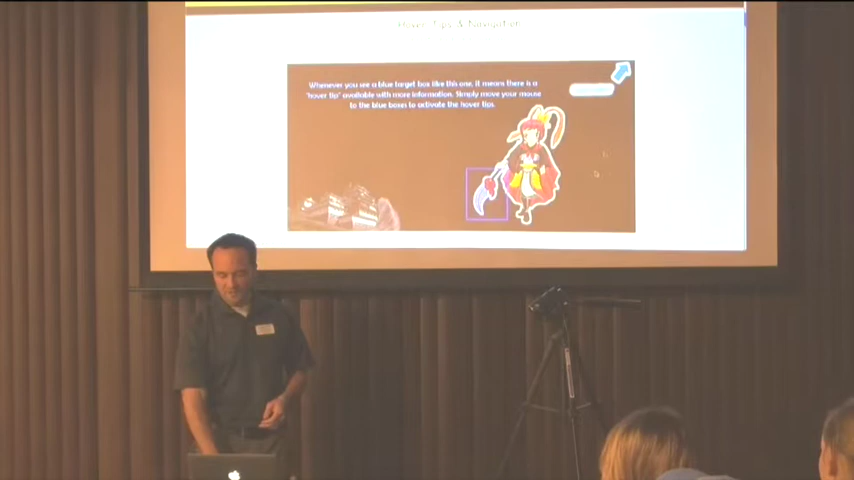 Hover Tips & Navigation
Whenever you see a blue target box like this one, it means there is a
"hover tip" available with more information. Simply move your mouse
to the blue boxes to activate the hover tips.